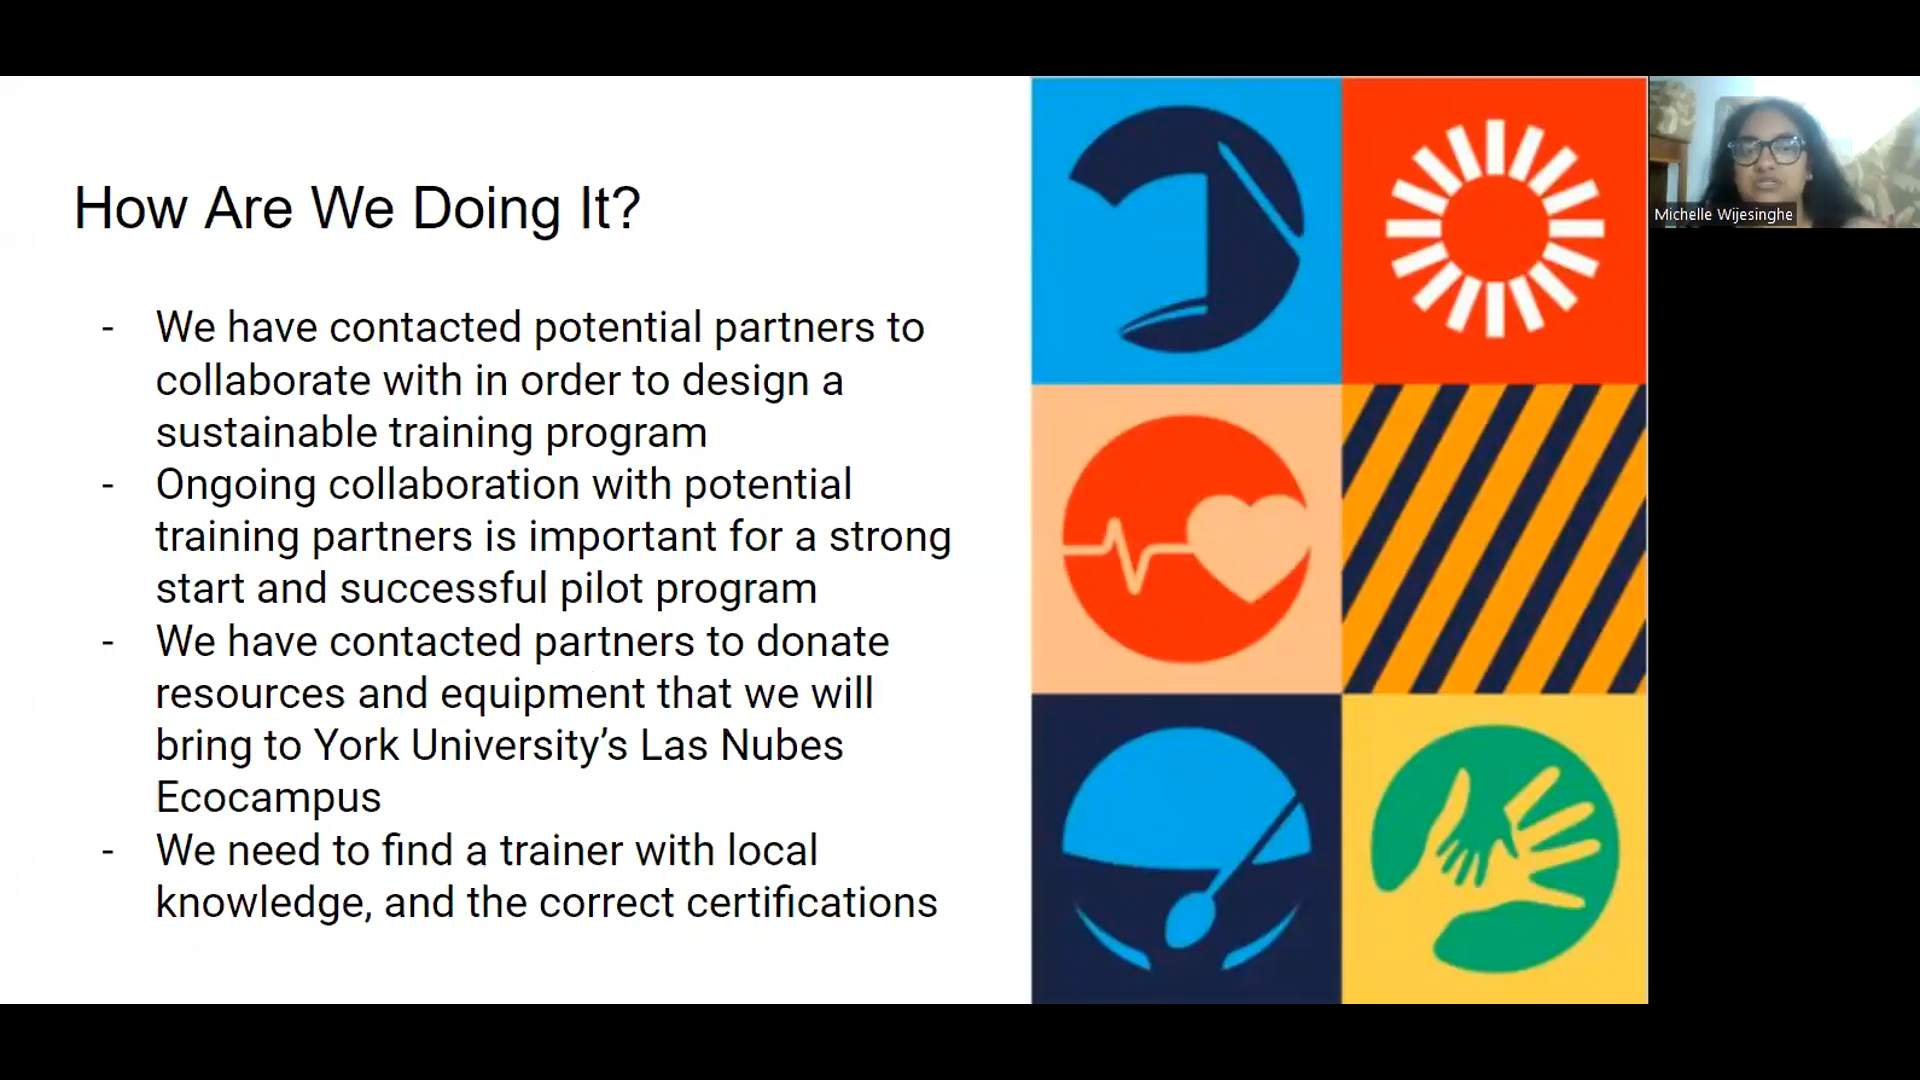 How Are We Doing It?
- We have contacted potential partners to
collaborate with in order to design a
sustainable training program
- Ongoing collaboration with potential
training partners is important for a strong
start and successful pilot program
- We have contacted partners to donate
resources and equipment that we will
bring to York University’s Las Nubes
Ecocampus
- We need to find a trainer with local
knowledge, and the correct certifications
Michelle Wijesinghe